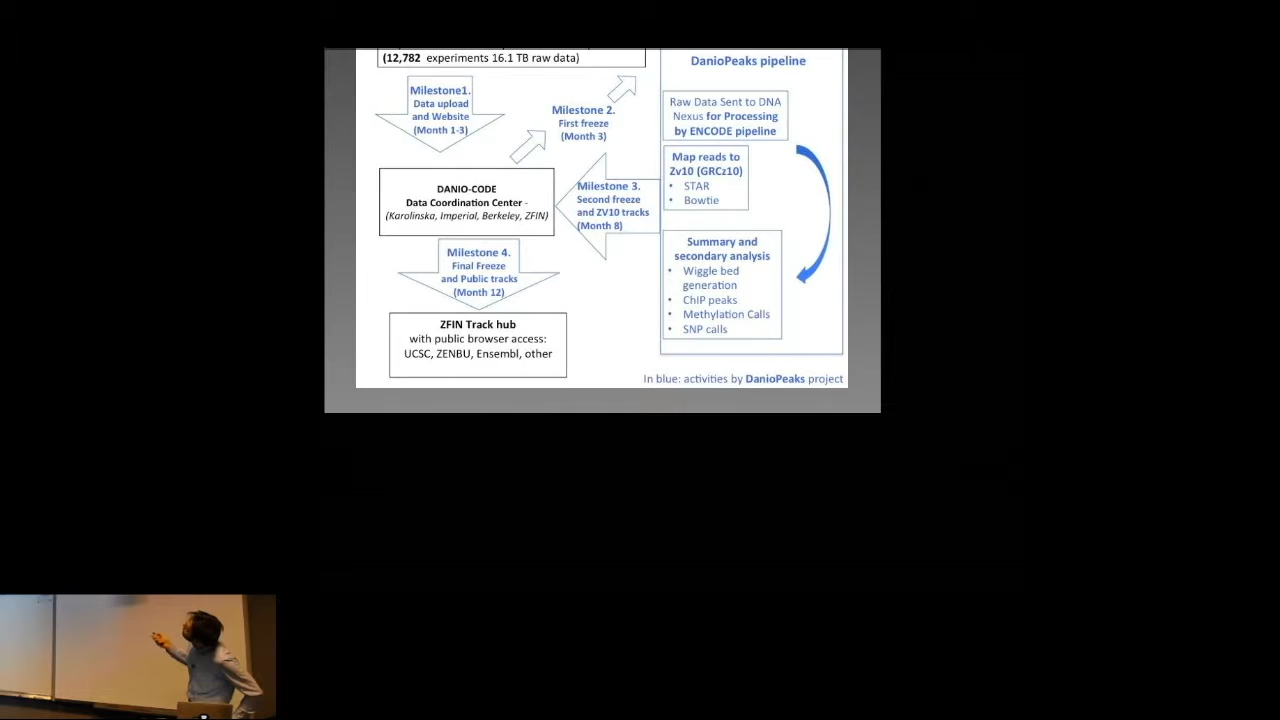 (12,782 experiments 16.1 TB raw data)
Milestone1.
Data upload
and Website
(Month 1-3)
Milestone 2.
First freeze
(Month 3)
DANIO-CODE
Data Coordination Center -
(Karolinska, Imperial, Berkeley, ZFIN)
Milestone 3.
Second freeze
and ZV10 tracks
(Month 8)
Milestone 4.
Final Freeze
and Public tracks
(Month 12)
ZFIN Track hub
with public browser access:
UCSC, ZENBU, Ensembl, other
DanioPeaks pipeline
Raw Data Sent to DNA
Nexus for Processing
by ENCODE pipeline
Map reads to
Zv10 (GRCz10)
• STAR
• Bowtie
Summary and
secondary analysis
• Wiggle bed
generation
• ChIP peaks
• Methylation Calls
• SNP calls
In blue: activities by DanioPeaks project